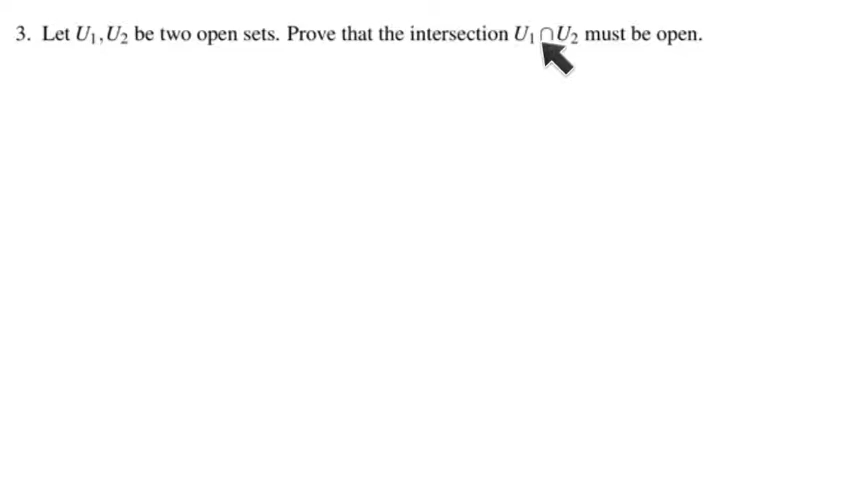 3. Let U₁, U₂ be two open sets. Prove that the intersection U₁ ∩ U₂ must be open.